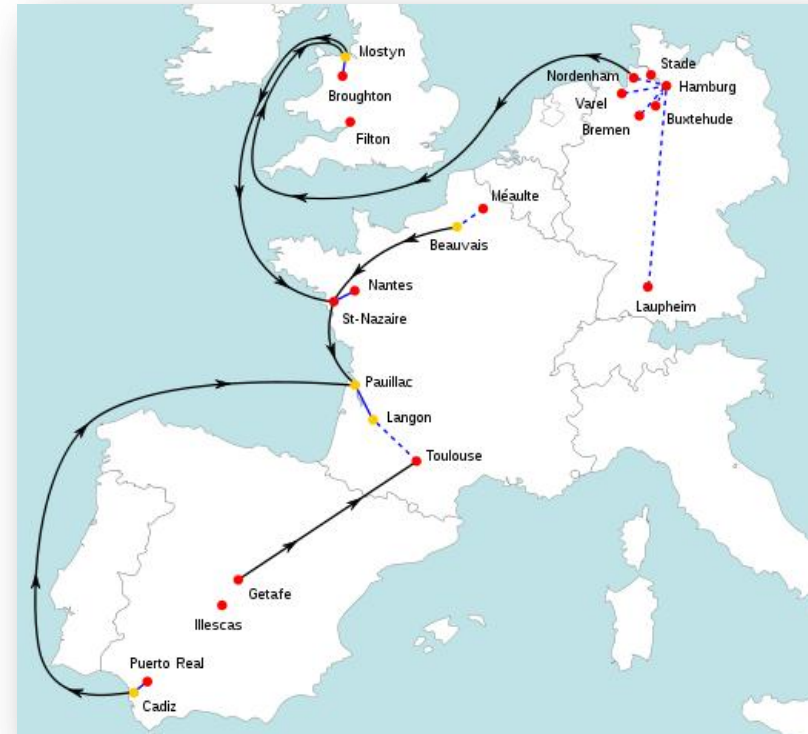 Mostyn
Broughton
Filton
Stade
Nordenham
Hamburg
Varel
Buxtehude
Bremen
Méaulte
Beauvais
Nantes
Laupheim
St-Nazaire
Pauillac
Langon
Toulouse
Getafe
Illescas
Puerto Real
Cadiz